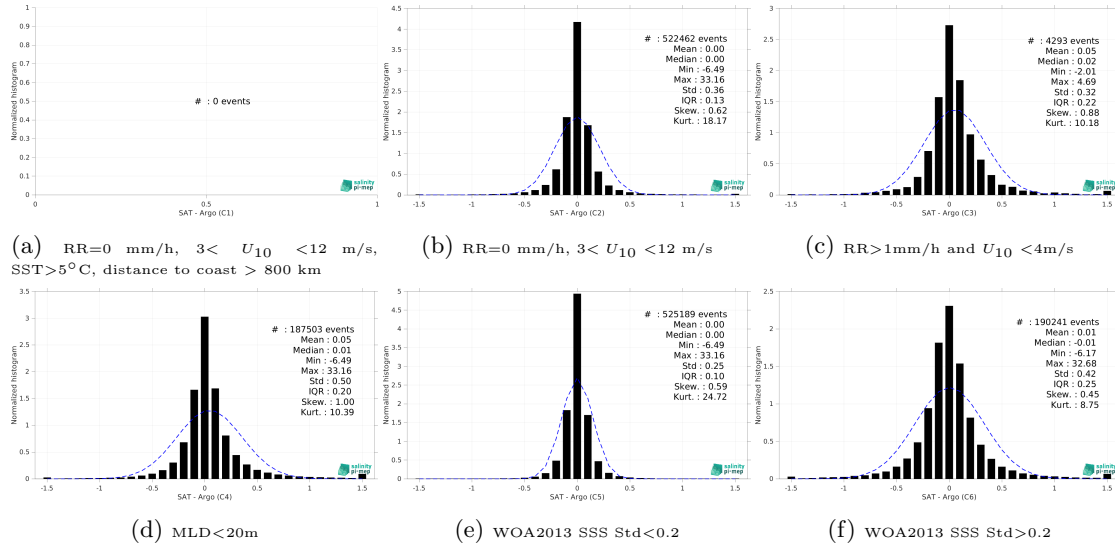 1
0.9
0.8
0.7
0.6
0.5
0.4
0.3
0.2
0.1
0
Normalized histogram
# : 0 events
salinity
pi-mep
0 0.5 1
SAT - Argo (C1)
(a) RR=0 mm/h, 3< U10 <12 m/s,
SST>5°C, distance to coast > 800 km
4.5
4
3.5
3
2.5
2
1.5
1
0.5
0
Normalized histogram
# : 522462 events
Mean : 0.00
Median : 0.00
Min : -6.49
Max : 33.16
Std : 0.36
IQR : 0.13
Skew. : 0.62
Kurt. : 18.17
salinity
pi-mep
-1.5 -1 -0.5 0 0.5 1 1.5
SAT - Argo (C2)
(b) RR=0 mm/h, 3< U10 <12 m/s
3
2.5
2
1.5
1
0.5
0
Normalized histogram
# : 4293 events
Mean : 0.05
Median : 0.02
Min : -2.01
Max : 4.69
Std : 0.32
IQR : 0.22
Skew. : 0.88
Kurt. : 10.18
salinity
pi-mep
-1.5 -1 -0.5 0 0.5 1 1.5
SAT - Argo (C3)
(c) RR>1mm/h and U10 <4m/s
3.5
3
2.5
2
1.5
1
0.5
0
Normalized histogram
# : 187503 events
Mean : 0.05
Median : 0.01
Min : -6.49
Max : 33.16
Std : 0.50
IQR : 0.20
Skew. : 1.00
Kurt. : 10.39
salinity
pi-mep
-1.5 -1 -0.5 0 0.5 1 1.5
SAT - Argo (C4)
(d) MLD<20m
5
4.5
4
3.5
3
2.5
2
1.5
1
0.5
0
Normalized histogram
# : 525189 events
Mean : 0.00
Median : 0.00
Min : -6.49
Max : 33.16
Std : 0.25
IQR : 0.10
Skew. : 0.59
Kurt. : 24.72
salinity
pi-mep
-1.5 -1 -0.5 0 0.5 1 1.5
SAT - Argo (C5)
(e) WOA2013 SSS Std<0.2
2.5
2
1.5
1
0.5
0
Normalized histogram
# : 190241 events
Mean : 0.01
Median : -0.01
Min : -6.17
Max : 32.68
Std : 0.42
IQR : 0.25
Skew. : 0.45
Kurt. : 8.75
salinity
pi-mep
-1.5 -1 -0.5 0 0.5 1 1.5
SAT - Argo (C6)
(f) WOA2013 SSS Std>0.2